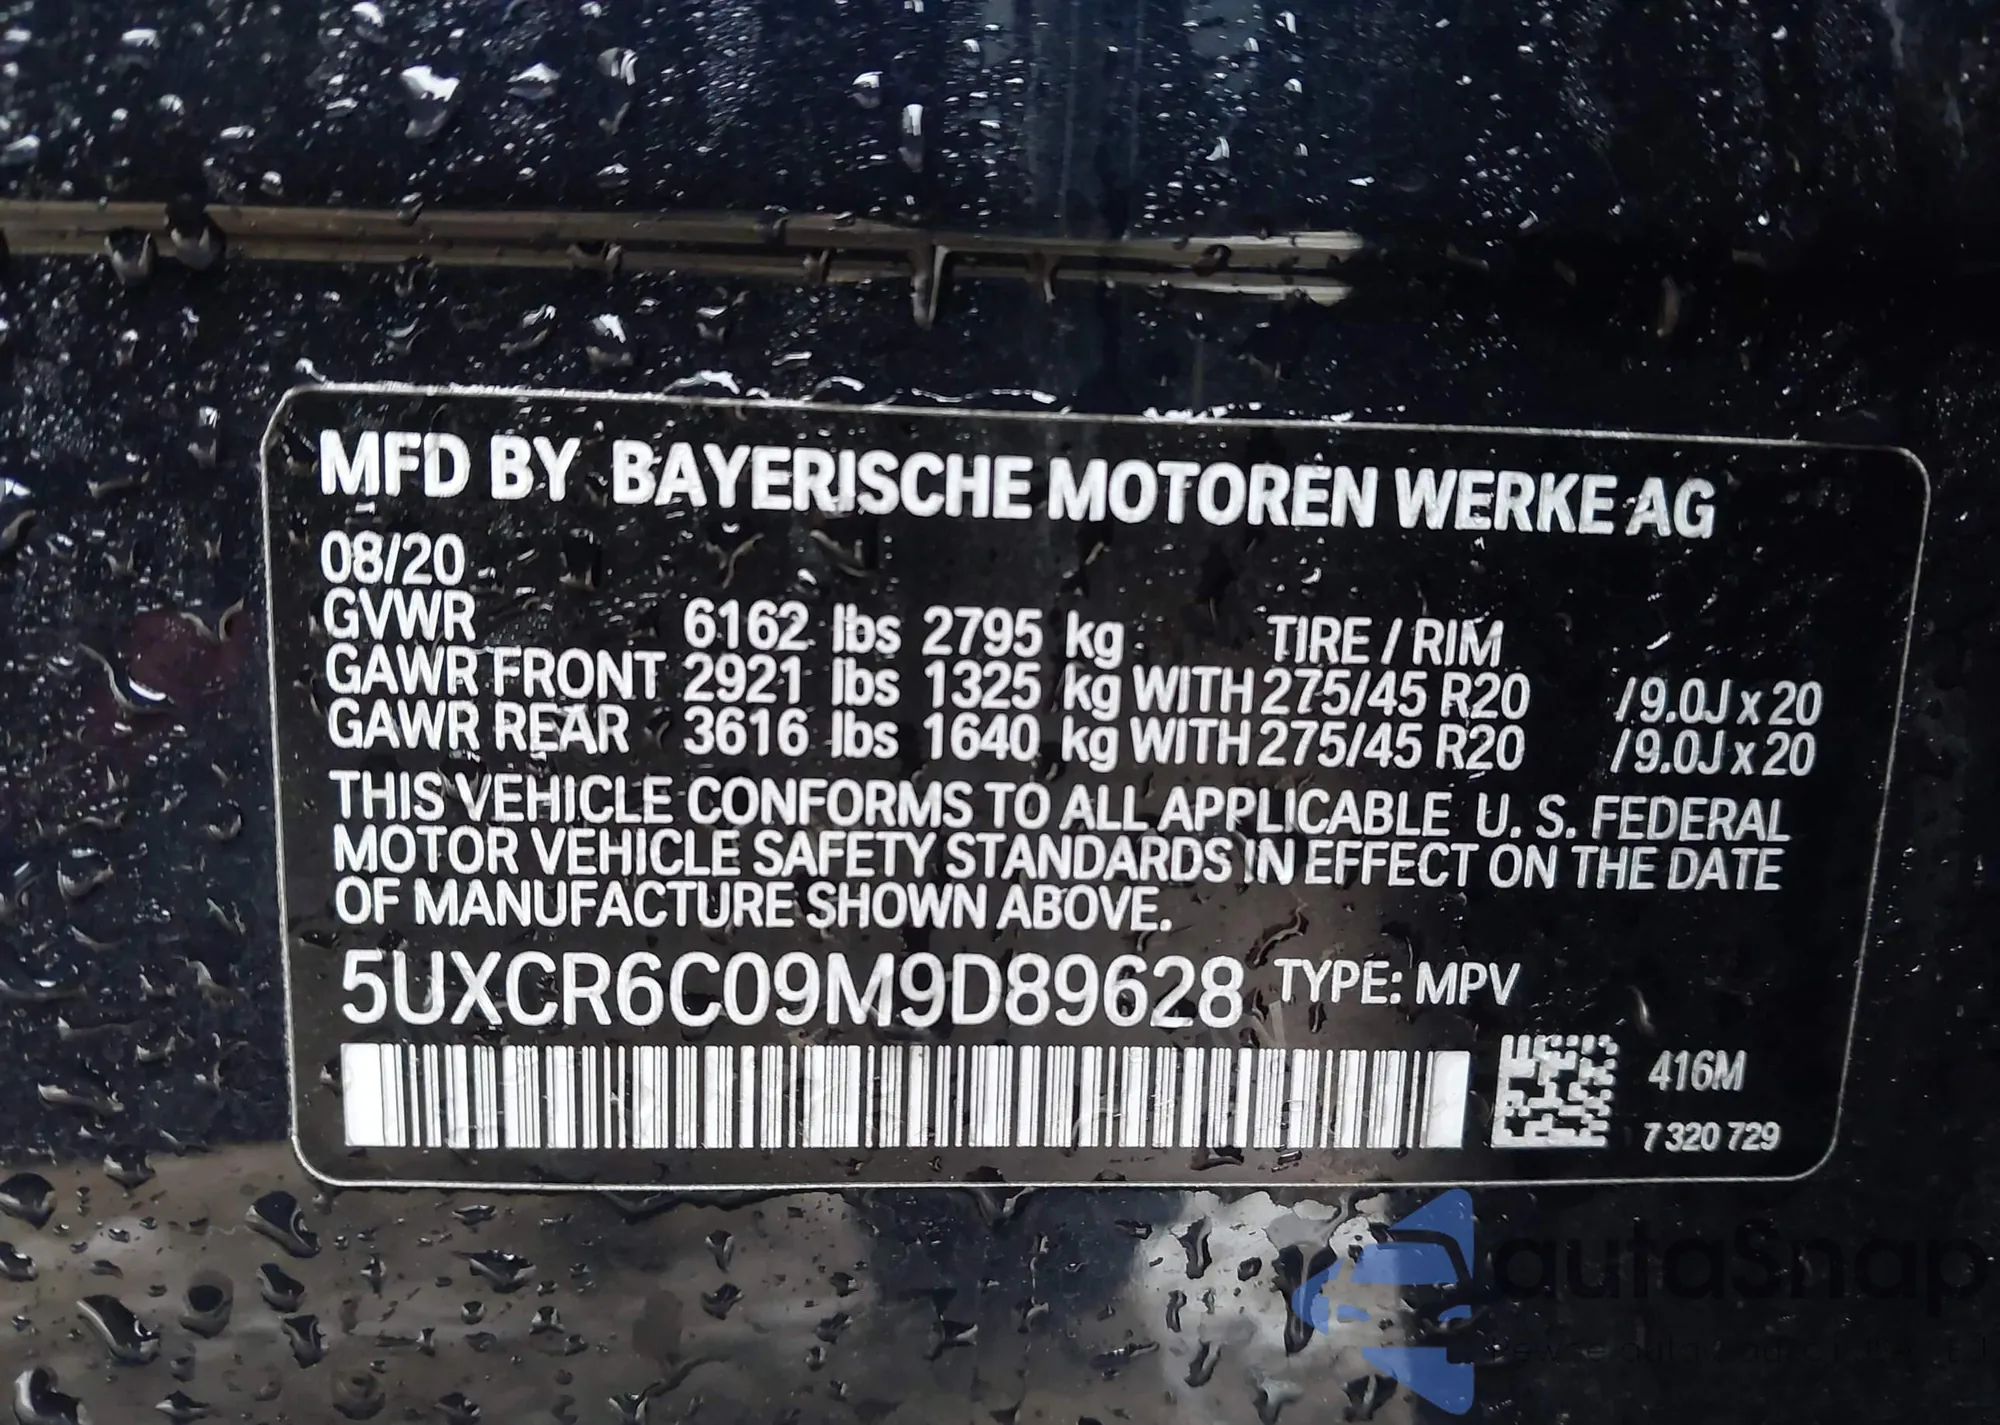 MFD BY BAYERISCHE MOTOREN WERKE AG
08/20
GVWR 6162 lbs 2795 kg TIRE / RIM
GAWR FRONT 2921 lbs 1325 kg WITH 275/45 R20 /9.0J x 20
GAWR REAR 3616 lbs 1640 kg WITH 275/45 R20 /9.0J x 20
THIS VEHICLE CONFORMS TO ALL APPLICABLE U. S. FEDERAL
MOTOR VEHICLE SAFETY STANDARDS IN EFFECT ON THE DATE
OF MANUFACTURE SHOWN ABOVE.
5UXCR6C09M9D89628 TYPE: MPV
416M
7 320 729
autaSnap